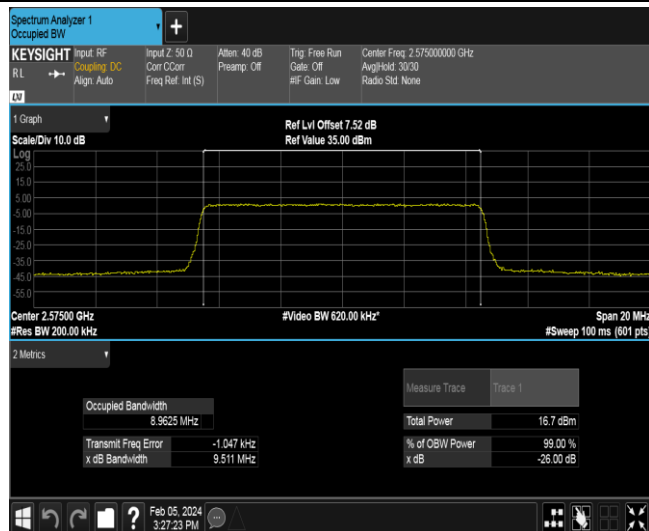 Spectrum Analyzer 1
Occupied BW
+
KEYSIGHT
RL
Input: RF
Coupling: DC
Align: Auto
Input Z: 50 Ω
Corr CCorr
Freq Ref: Int (S)
Atten: 40 dB
Preamp: Off
Trig: Free Run
Gate: Off
#IF Gain: Low
Center Freq: 2.575000000 GHz
Avg|Hold: 30/30
Radio Std: None
1 Graph
Scale/Div 10.0 dB
Ref Lvl Offset 7.52 dB
Ref Value 35.00 dBm
Log
25.0
15.0
5.00
-5.00
-15.0
-25.0
-35.0
-45.0
-55.0
Center 2.57500 GHz
#Video BW 620.00 kHz*
Span 20 MHz
#Res BW 200.00 kHz
#Sweep 100 ms (601 pts)
2 Metrics
Measure Trace Trace 1
Occupied Bandwidth
8.9625 MHz
Total Power 16.7 dBm
Transmit Freq Error -1.047 kHz
% of OBW Power 99.00 %
x dB Bandwidth 9.511 MHz
x dB -26.00 dB
?
Feb 05, 2024
3:27:23 PM